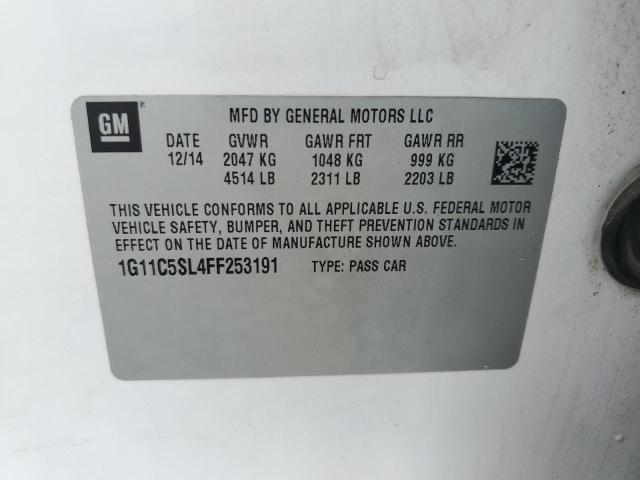 GM
MFD BY GENERAL MOTORS LLC
DATE GVWR GAWR FRT GAWR RR
12/14 2047 KG 1048 KG 999 KG
4514 LB 2311 LB 2203 LB
THIS VEHICLE CONFORMS TO ALL APPLICABLE U.S. FEDERAL MOTOR
VEHICLE SAFETY, BUMPER, AND THEFT PREVENTION STANDARDS IN
EFFECT ON THE DATE OF MANUFACTURE SHOWN ABOVE.
1G11C5SL4FF253191 TYPE: PASS CAR